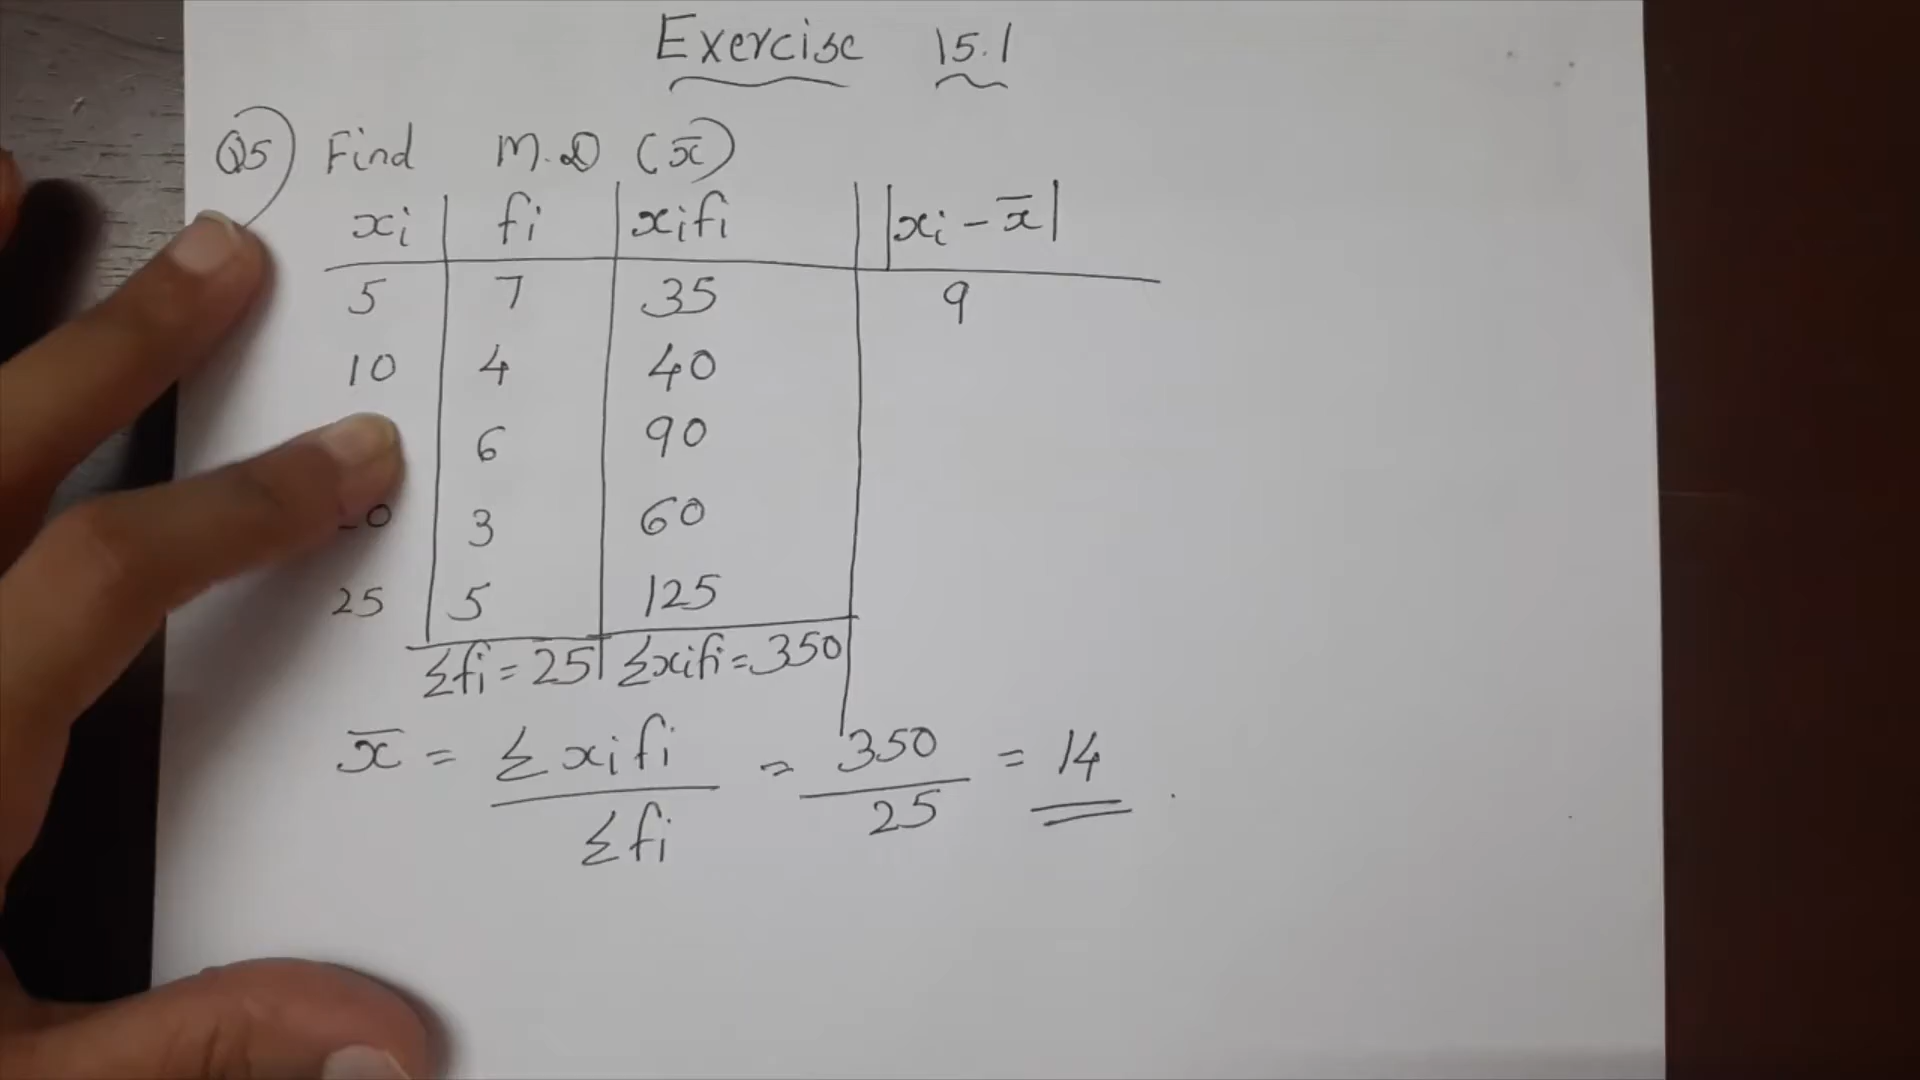 Exercise 15.1
Q5) Find M.D (x̄)
xi fi xifi |xi - x̄|
5 7 35 9
10 4 40
6 90
3 60
25 5 125
Σfi = 25 Σxifi = 350
x̄ = Σxifi / Σfi = 350 / 25 = 14